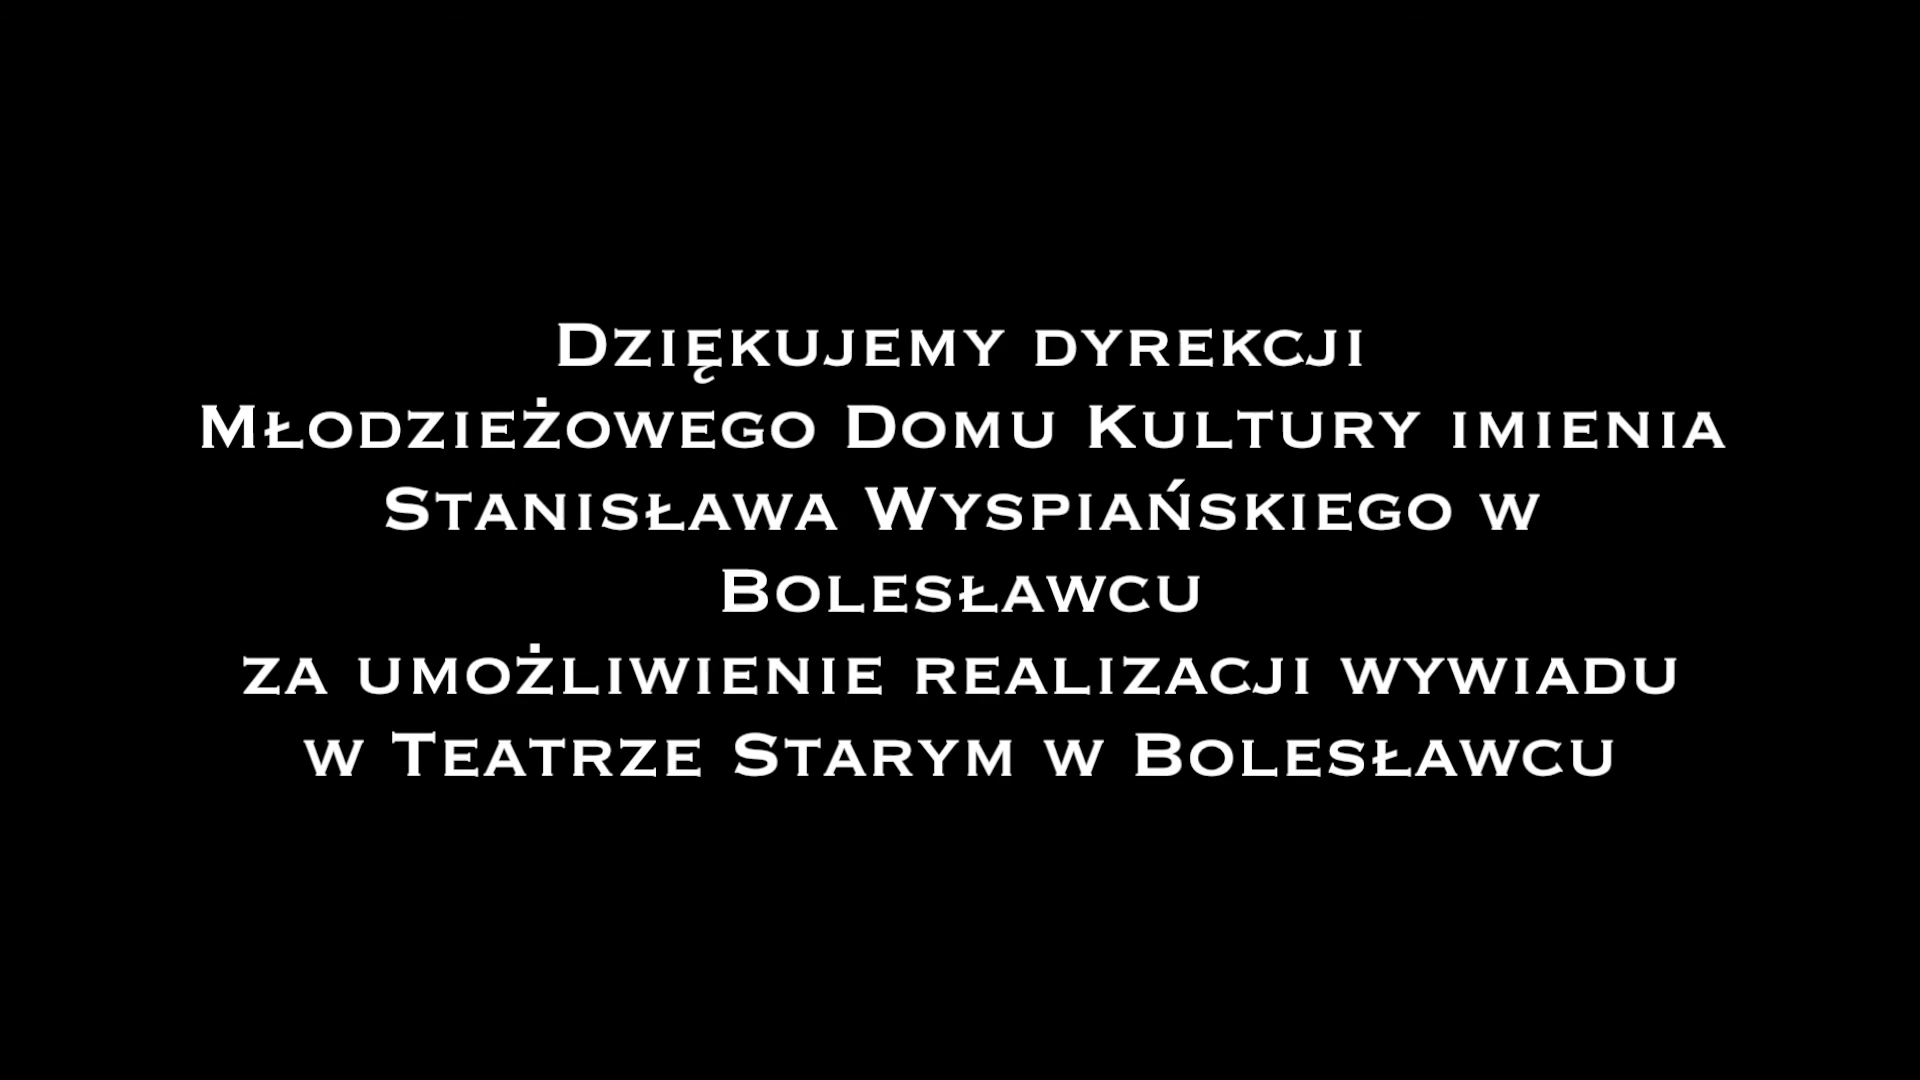 Dziękujemy dyrekcji
Młodzieżowego Domu Kultury imienia
Stanisława Wyspiańskiego w
Bolesławcu
za umożliwienie realizacji wywiadu
w Teatrze Starym w Bolesławcu